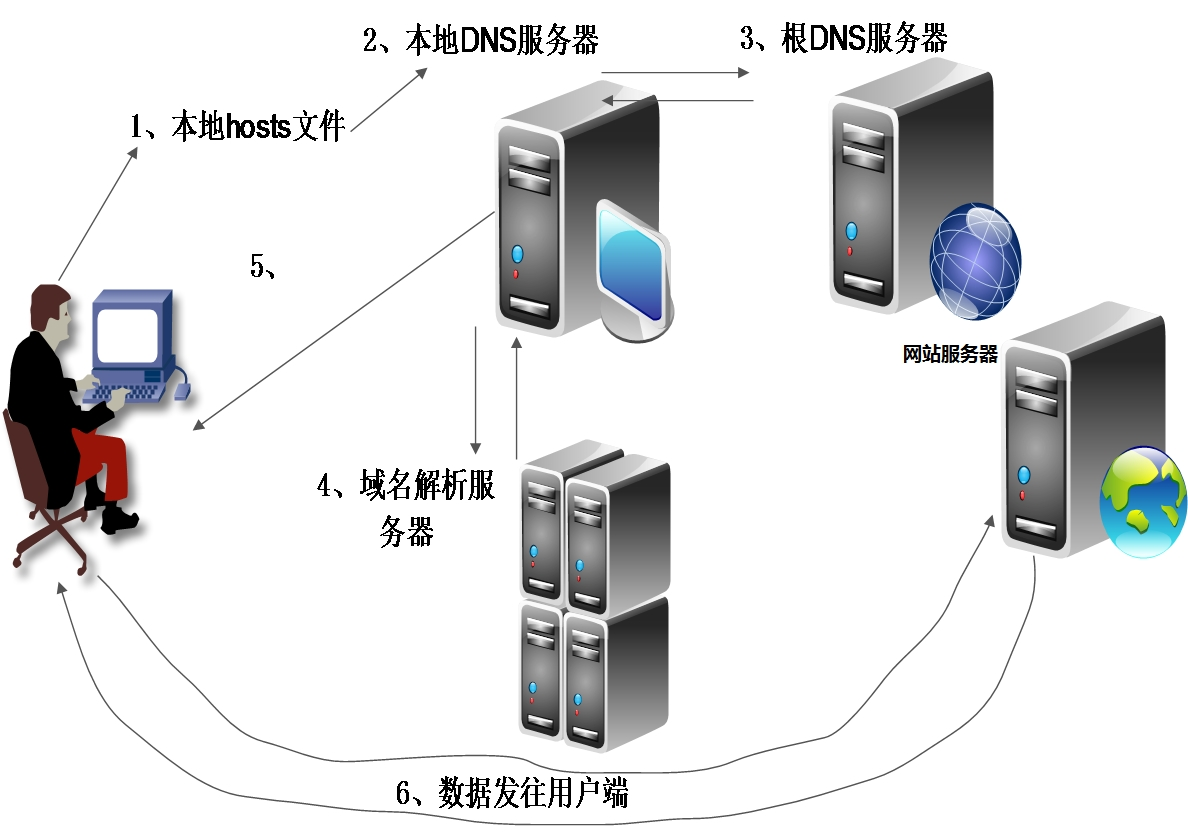 1、本地hosts文件
2、本地DNS服务器
3、根DNS服务器
5、
网站服务器
4、域名解析服
务器
6、数据发往用户端